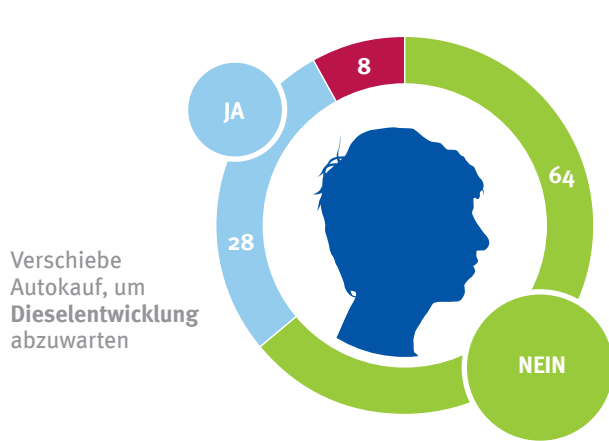 8
JA
64
28
Verschiebe
Autokauf, um
Dieselentwicklung
abzuwarten
NEIN